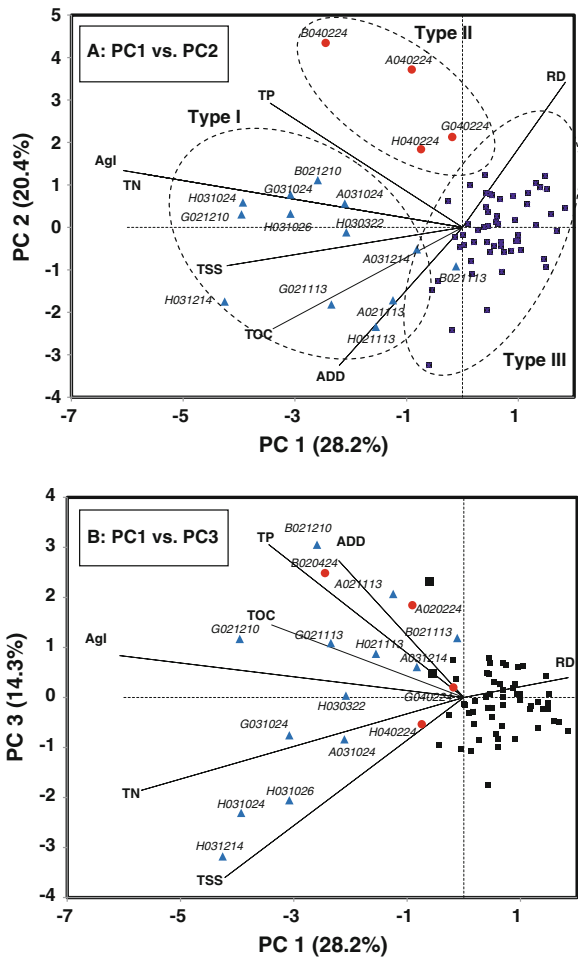 A: PC1 vs. PC2
5
4
3
2
1
0
-1
-2
-3
-4
PC 2 (20.4%)
-7
-5
-3
-1
1
PC 1 (28.2%)
B040224
Type II
A040224
RD
TP
G040224
H040224
Type I
AgI
TN
B021210
G031024
A031024
H031024
G021210
H031026
H030322
A031214
B021113
TSS
G021113
H031214
A021113
TOC
H021113
ADD
Type III
B: PC1 vs. PC3
4
3
2
1
0
-1
-2
-3
-4
PC 3 (14.3%)
-7
-5
-3
-1
1
PC 1 (28.2%)
B021210
TP
ADD
B020424
A021113
A020224
TOC
G021210
G021113
H021113
B021113
AgI
A031214
RD
G040224
H030322
G031024
H040224
A031024
TN
H031026
H031024
H031214
TSS